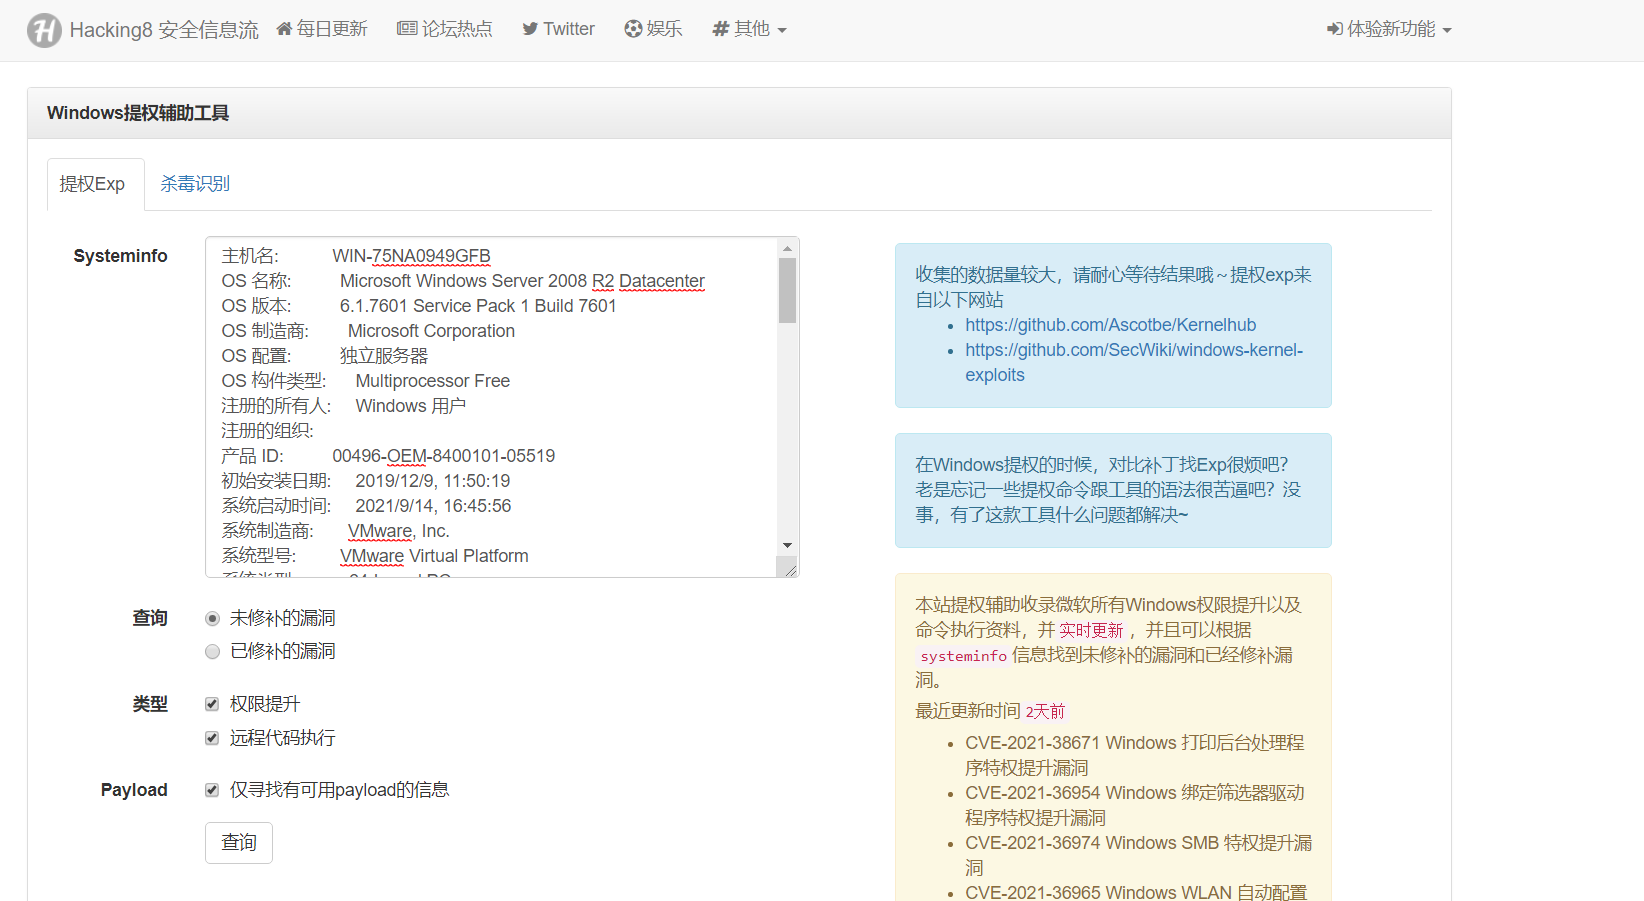 Hacking8 安全信息流 每日更新 论坛热点 Twitter 娱乐 其他 体验新功能
Windows提权辅助工具
提权Exp 杀毒识别
Systeminfo
主机名: WIN-75NA0949GFB
OS 名称: Microsoft Windows Server 2008 R2 Datacenter
OS 版本: 6.1.7601 Service Pack 1 Build 7601
OS 制造商: Microsoft Corporation
OS 配置: 独立服务器
OS 构件类型: Multiprocessor Free
注册的所有人: Windows 用户
注册的组织:
产品 ID: 00496-OEM-8400101-05519
初始安装日期: 2019/12/9, 11:50:19
系统启动时间: 2021/9/14, 16:45:56
系统制造商: VMware, Inc.
系统型号: VMware Virtual Platform
查询
未修补的漏洞
已修补的漏洞
类型
权限提升
远程代码执行
Payload
仅寻找有可用payload的信息
查询
收集的数据量较大，请耐心等待结果哦～提权exp来
自以下网站
https://github.com/Ascotbe/Kernelhub
https://github.com/SecWiki/windows-kernel-
exploits
在Windows提权的时候，对比补丁找Exp很烦吧？
老是忘记一些提权命令跟工具的语法很苦逼吧？没
事，有了这款工具什么问题都解决~
本站提权辅助收录微软所有Windows权限提升以及
命令执行资料，并 实时更新 ，并且可以根据
systeminfo 信息找到未修补的漏洞和已经修补漏
洞。
最近更新时间 2天前
CVE-2021-38671 Windows 打印后台处理程
序特权提升漏洞
CVE-2021-36954 Windows 绑定筛选器驱动
程序特权提升漏洞
CVE-2021-36974 Windows SMB 特权提升漏
洞
CVE-2021-36965 Windows WLAN 自动配置